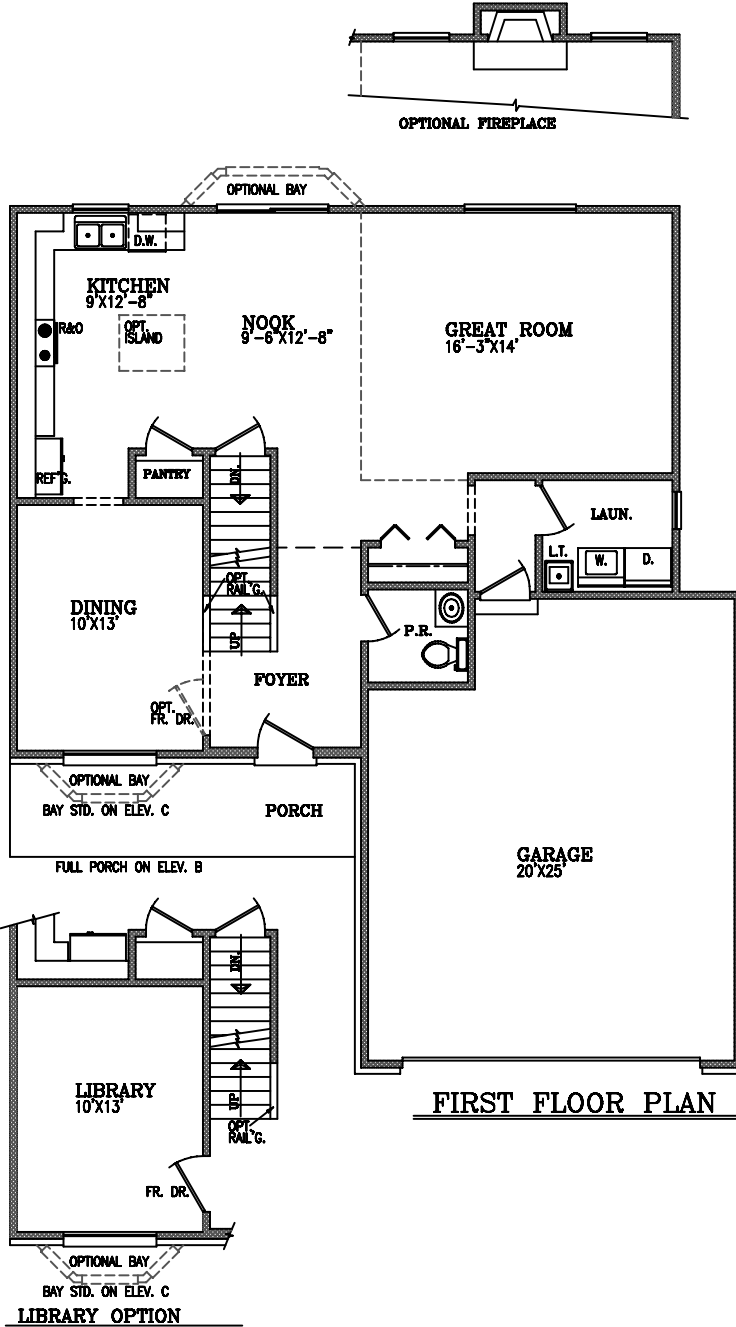 OPTIONAL FIREPLACE
OPTIONAL BAY
D.W.
KITCHEN
9'X12'-8"
R&O
OPT.
ISLAND
NOOK
9'-6"X12'-8"
GREAT ROOM
16'-3"X14'
REF'G.
PANTRY
DN.
LAUN.
L.T.
W.
D.
OPT.
RAIL'G.
UP
DINING
10'X13'
P.R.
FOYER
OPT.
FR. DR.
OPTIONAL BAY
BAY STD. ON ELEV. C
PORCH
FULL PORCH ON ELEV. B
GARAGE
20'X25'
DN.
LIBRARY
10'X13'
UP
OPT.
RAIL'G.
FIRST FLOOR PLAN
FR. DR.
OPTIONAL BAY
BAY STD. ON ELEV. C
LIBRARY OPTION